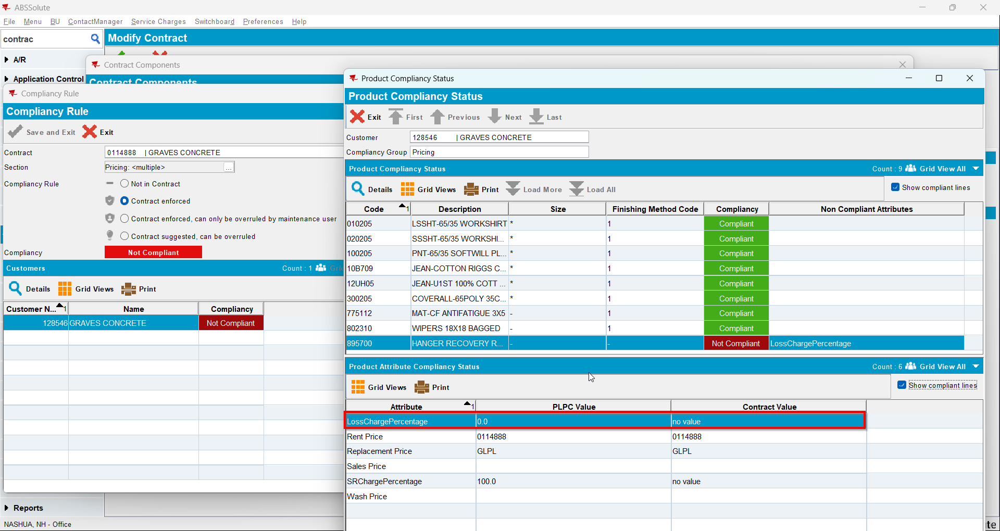 ABSSolute
File Menu BU ContactManager Service Charges Switchboard Preferences Help
contrac
Modify Contract
A/R
Application Control
Reports
NASHUA, NH - Office
Contract Components
Contract Components
Compliancy Rule
Compliancy Rule
Save and Exit Exit
Contract 0114888 | GRAVES CONCRETE
Section Pricing: <multiple> ...
Compliancy Rule Not in Contract
Contract enforced
Contract enforced, can only be overruled by maintenance user
Contract suggested, can be overruled
Compliancy Not Compliant
Customers Count : 1 Gri
Details Grid Views Print
Customer N... 1 Name Compliancy
128546 GRAVES CONCRETE Not Compliant
Product Compliancy Status
Product Compliancy Status
Exit First Previous Next Last
Customer 128546 | GRAVES CONCRETE
Compliancy Group Pricing
Product Compliancy Status Count : 9 Grid View All
Details Grid Views Print Load More Load All Show compliant lines
Code 1 Description Size Finishing Method Code Compliancy Non Compliant Attributes
010205 LSSHT-65/35 WORKSHIRT * 1 Compliant
020205 SSSHT-65/35 WORKSHI... * 1 Compliant
100205 PNT-65/35 SOFTWILL PL... * 1 Compliant
10B709 JEAN-COTTON RIGGS C... * 1 Compliant
12UH05 JEAN-U1ST 100% COTT ... * 1 Compliant
300205 COVERALL-65POLY 35C... * 1 Compliant
775112 MAT-CF ANTIFATIGUE 3X5 - 1 Compliant
802310 WIPERS 18X18 BAGGED - 1 Compliant
895700 HANGER RECOVERY R... - - Not Compliant LossChargePercentage
Product Attribute Compliancy Status Count : 6 Grid View All
Grid Views Print Show compliant lines
Attribute 1 PLPC Value Contract Value
LossChargePercentage 0.0 no value
Rent Price 0114888 0114888
Replacement Price GLPL GLPL
Sales Price
SRChargePercentage 100.0 no value
Wash Price
te